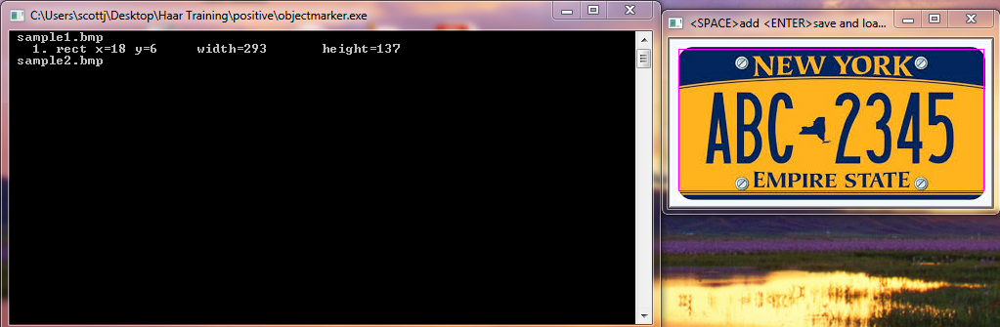 C:\Users\scottj\Desktop\Haar Training\positive\objectmarker.exe
sample1.bmp
1. rect x=18 y=6 width=293 height=137
sample2.bmp
<SPACE>add <ENTER>save and loa...
NEW YORK
ABC 2345
EMPIRE STATE